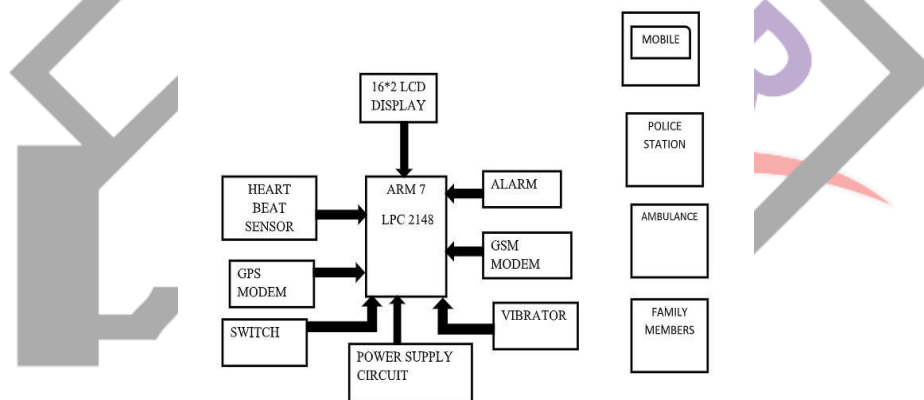 MOBILE
16*2 LCD
DISPLAY
POLICE
STATION
HEART
BEAT
SENSOR
ARM 7
LPC 2148
ALARM
AMBULANCE
GSM
MODEM
GPS
MODEM
SWITCH
VIBRATOR
FAMILY
MEMBERS
POWER SUPPLY
CIRCUIT